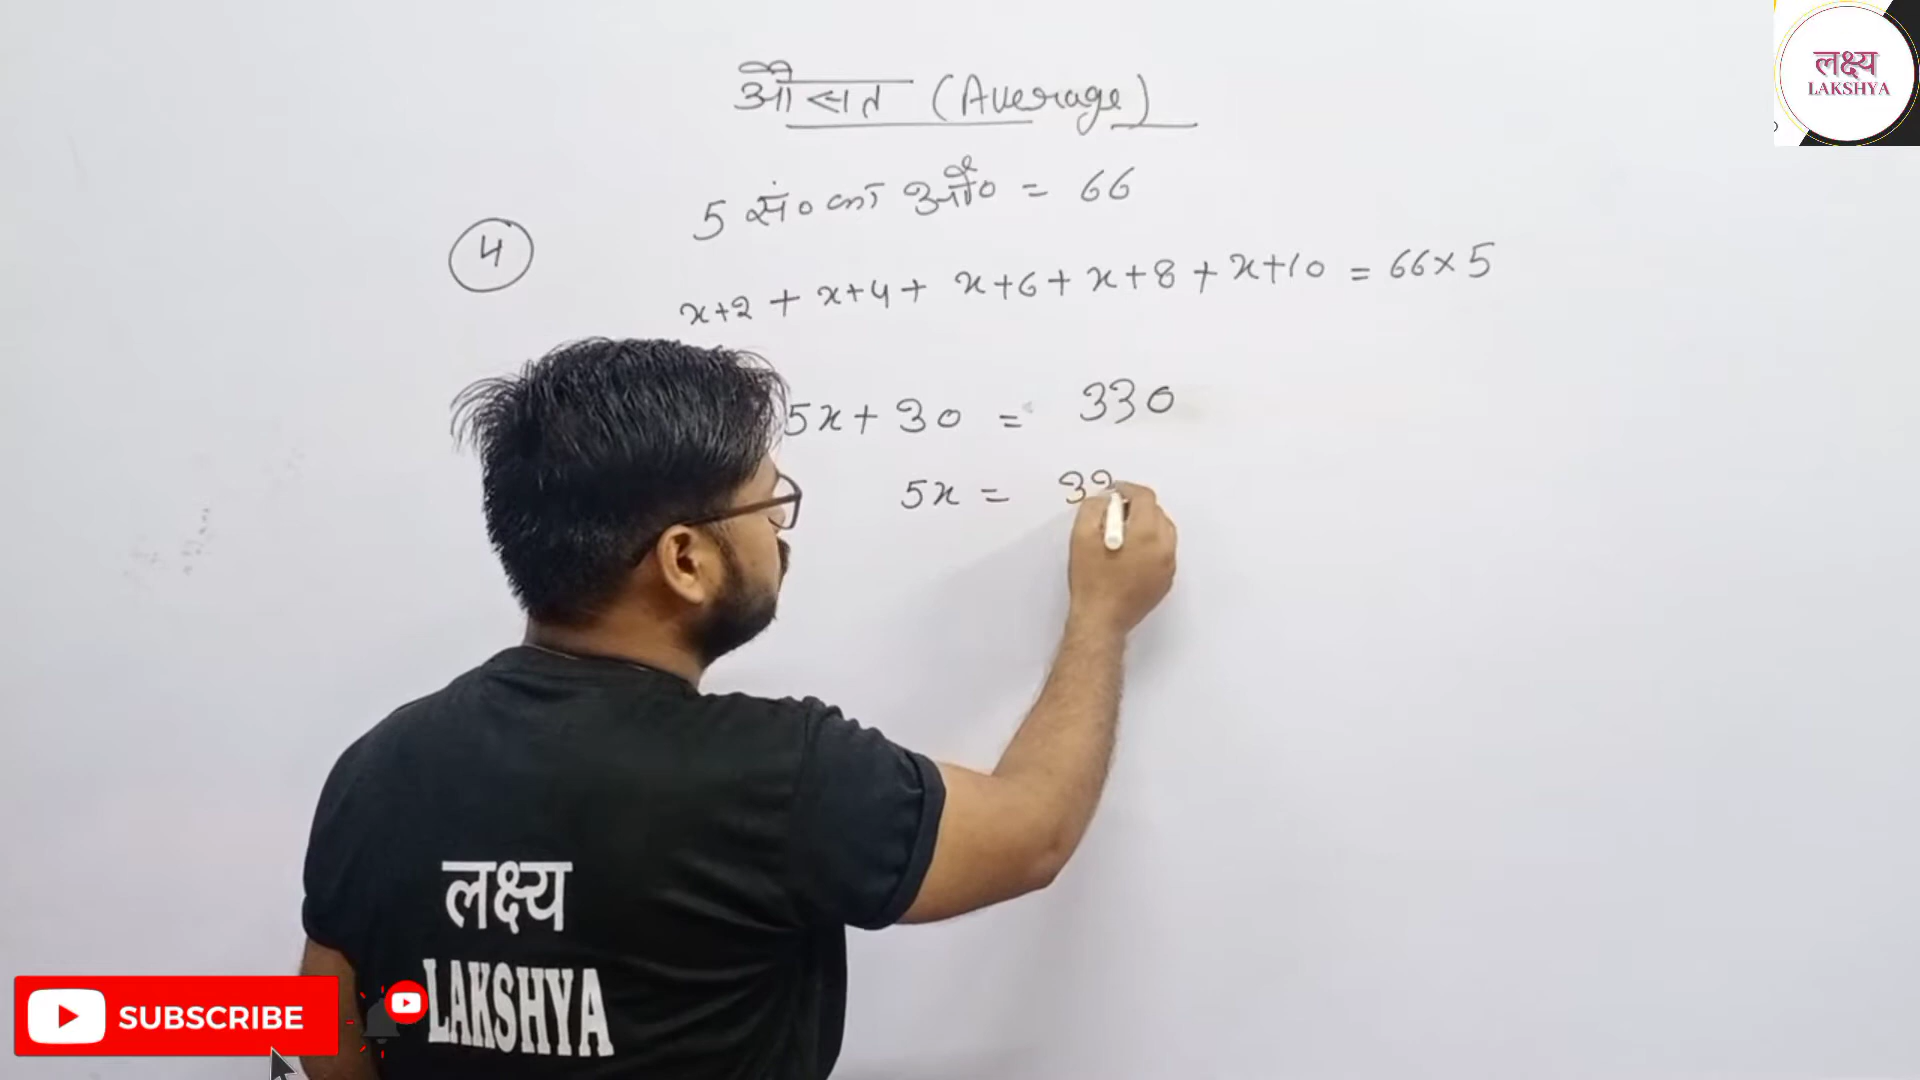 औसत (Average)
5 सं० का औ० = 66
4
x+2 + x+4 + x+6 + x+8 + x+10 = 66×5
5x + 30 = 330
5x = 33
लक्ष्य
LAKSHYA
लक्ष्य
LAKSHYA
SUBSCRIBE